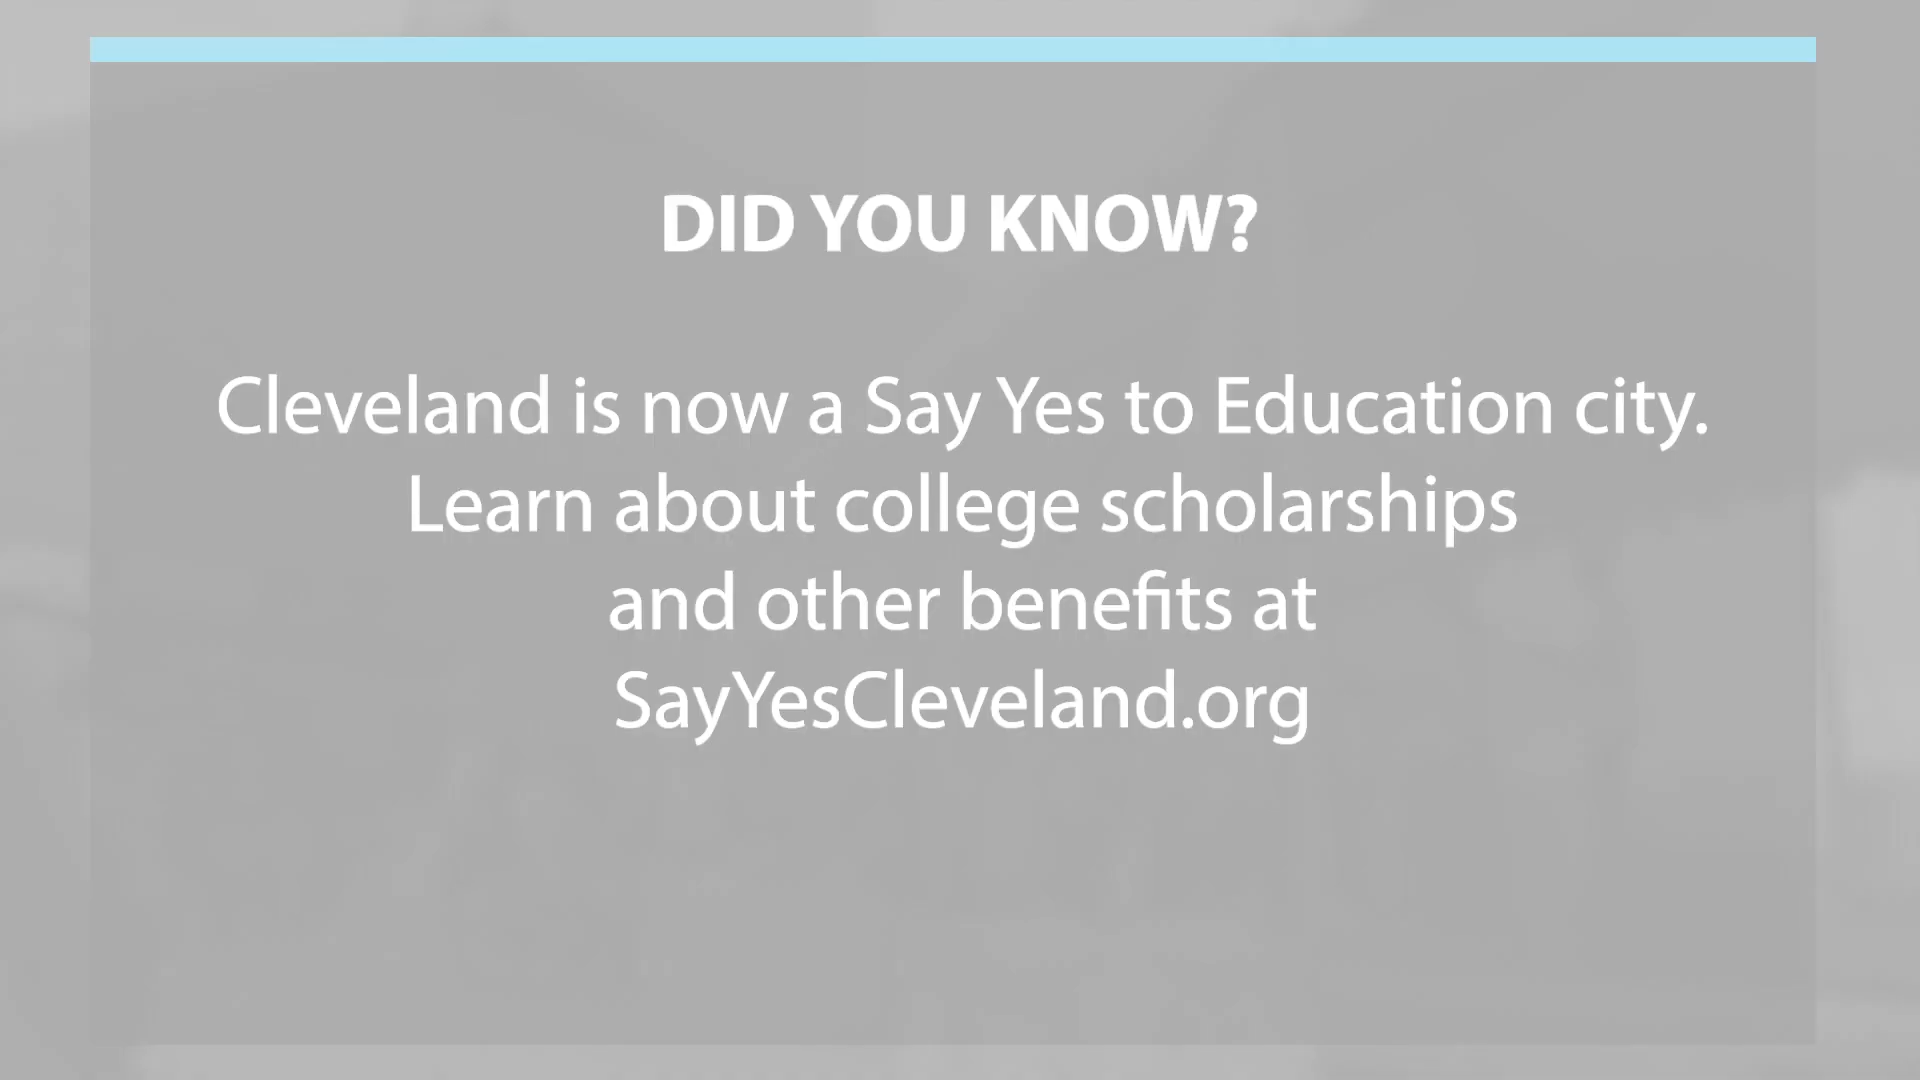 DID YOU KNOW?
Cleveland is now a Say Yes to Education city.
Learn about college scholarships
and other benefits at
SayYesCleveland.org